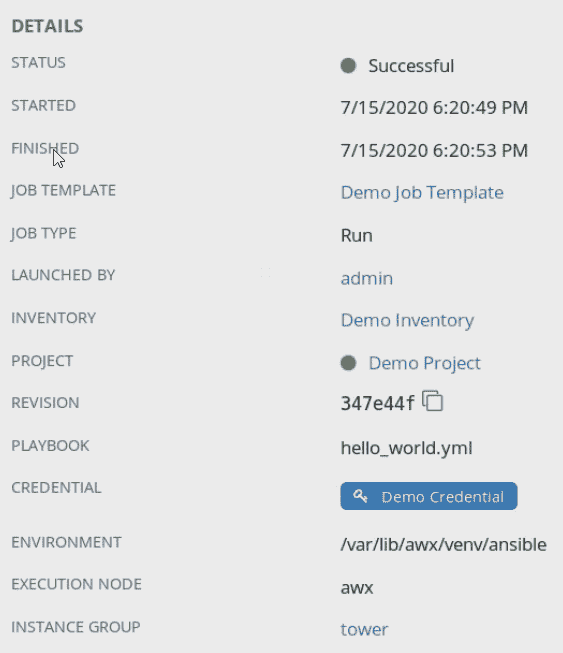 DETAILS
STATUS Successful
STARTED 7/15/2020 6:20:49 PM
FINISHED 7/15/2020 6:20:53 PM
JOB TEMPLATE Demo Job Template
JOB TYPE Run
LAUNCHED BY admin
INVENTORY Demo Inventory
PROJECT Demo Project
REVISION 347e44f
PLAYBOOK hello_world.yml
CREDENTIAL Demo Credential
ENVIRONMENT /var/lib/awx/venv/ansible
EXECUTION NODE awx
INSTANCE GROUP tower